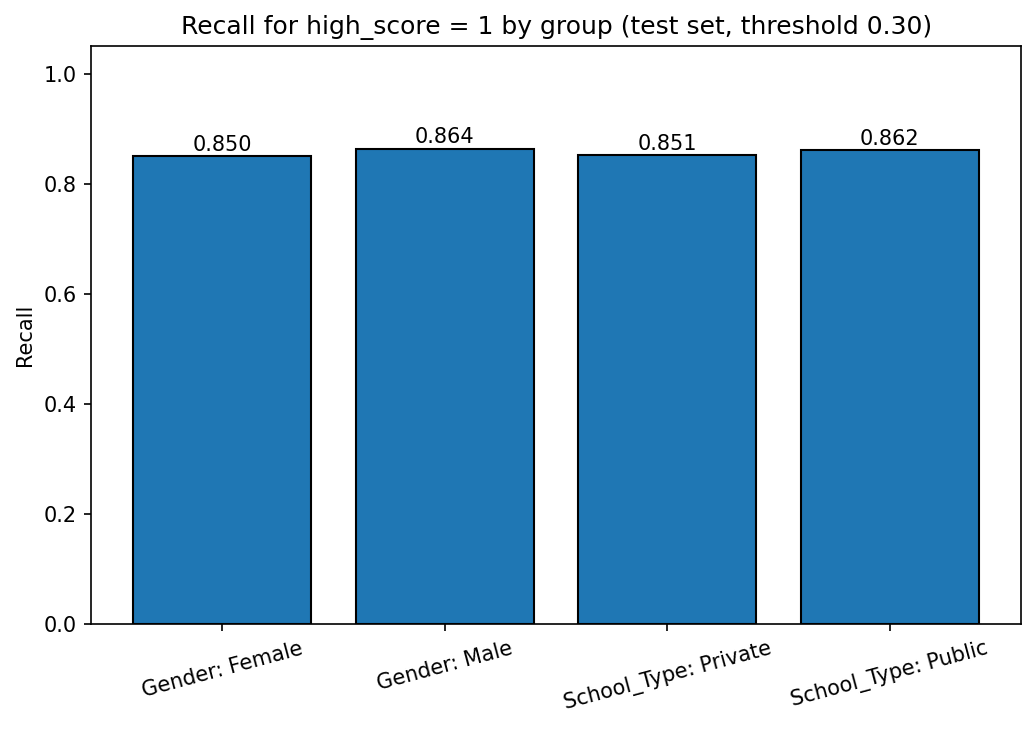 Recall for high_score = 1 by group (test set, threshold 0.30)
1.0
0.8
0.6
0.4
0.2
0.0
Recall
0.850
0.864
0.851
0.862
Gender: Female
Gender: Male
School_Type: Private
School_Type: Public